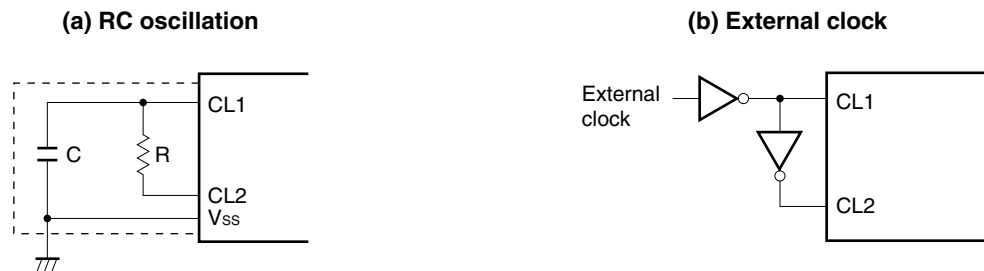 (a) RC oscillation
CL1
C
R
CL2
Vss
(b) External clock
External
clock
CL1
CL2